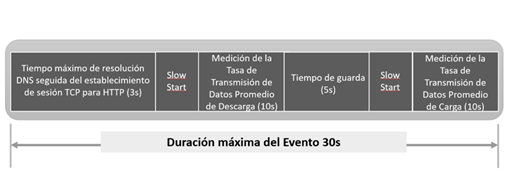 Tiempo máximo de resolución
DNS seguida del establecimiento
de sesión TCP para HTTP (3s)
Slow
Start
Medición de la
Tasa de
Transmisión de
Datos Promedio
de Descarga (10s)
Tiempo de guarda
(5s)
Slow
Start
Medición de la
Tasa de
Transmisión de
Datos Promedio
de Carga (10s)
Duración máxima del Evento 30s